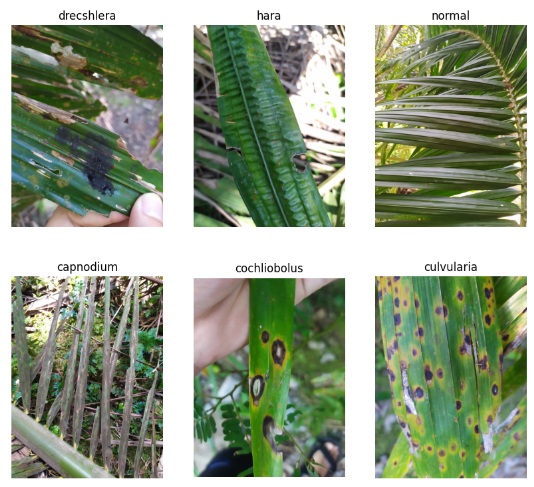 drecshlera
hara
normal
capnodium
cochliobolus
culvularia